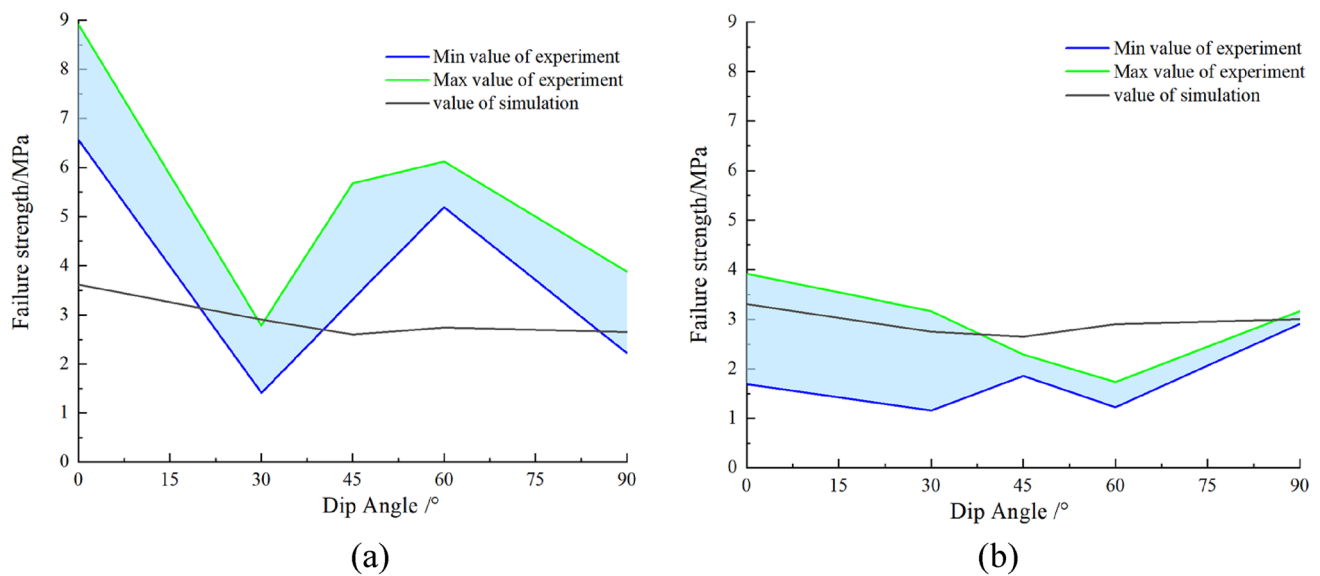 9
8
7
6
5
4
3
2
1
0
Failure strength/MPa
Min value of experiment
Max value of experiment
value of simulation
0 15 30 45 60 75 90
Dip Angle /°
(a)
9
8
7
6
5
4
3
2
1
0
Failure strength/MPa
Min value of experiment
Max value of experiment
value of simulation
0 15 30 45 60 75 90
Dip Angle /°
(b)